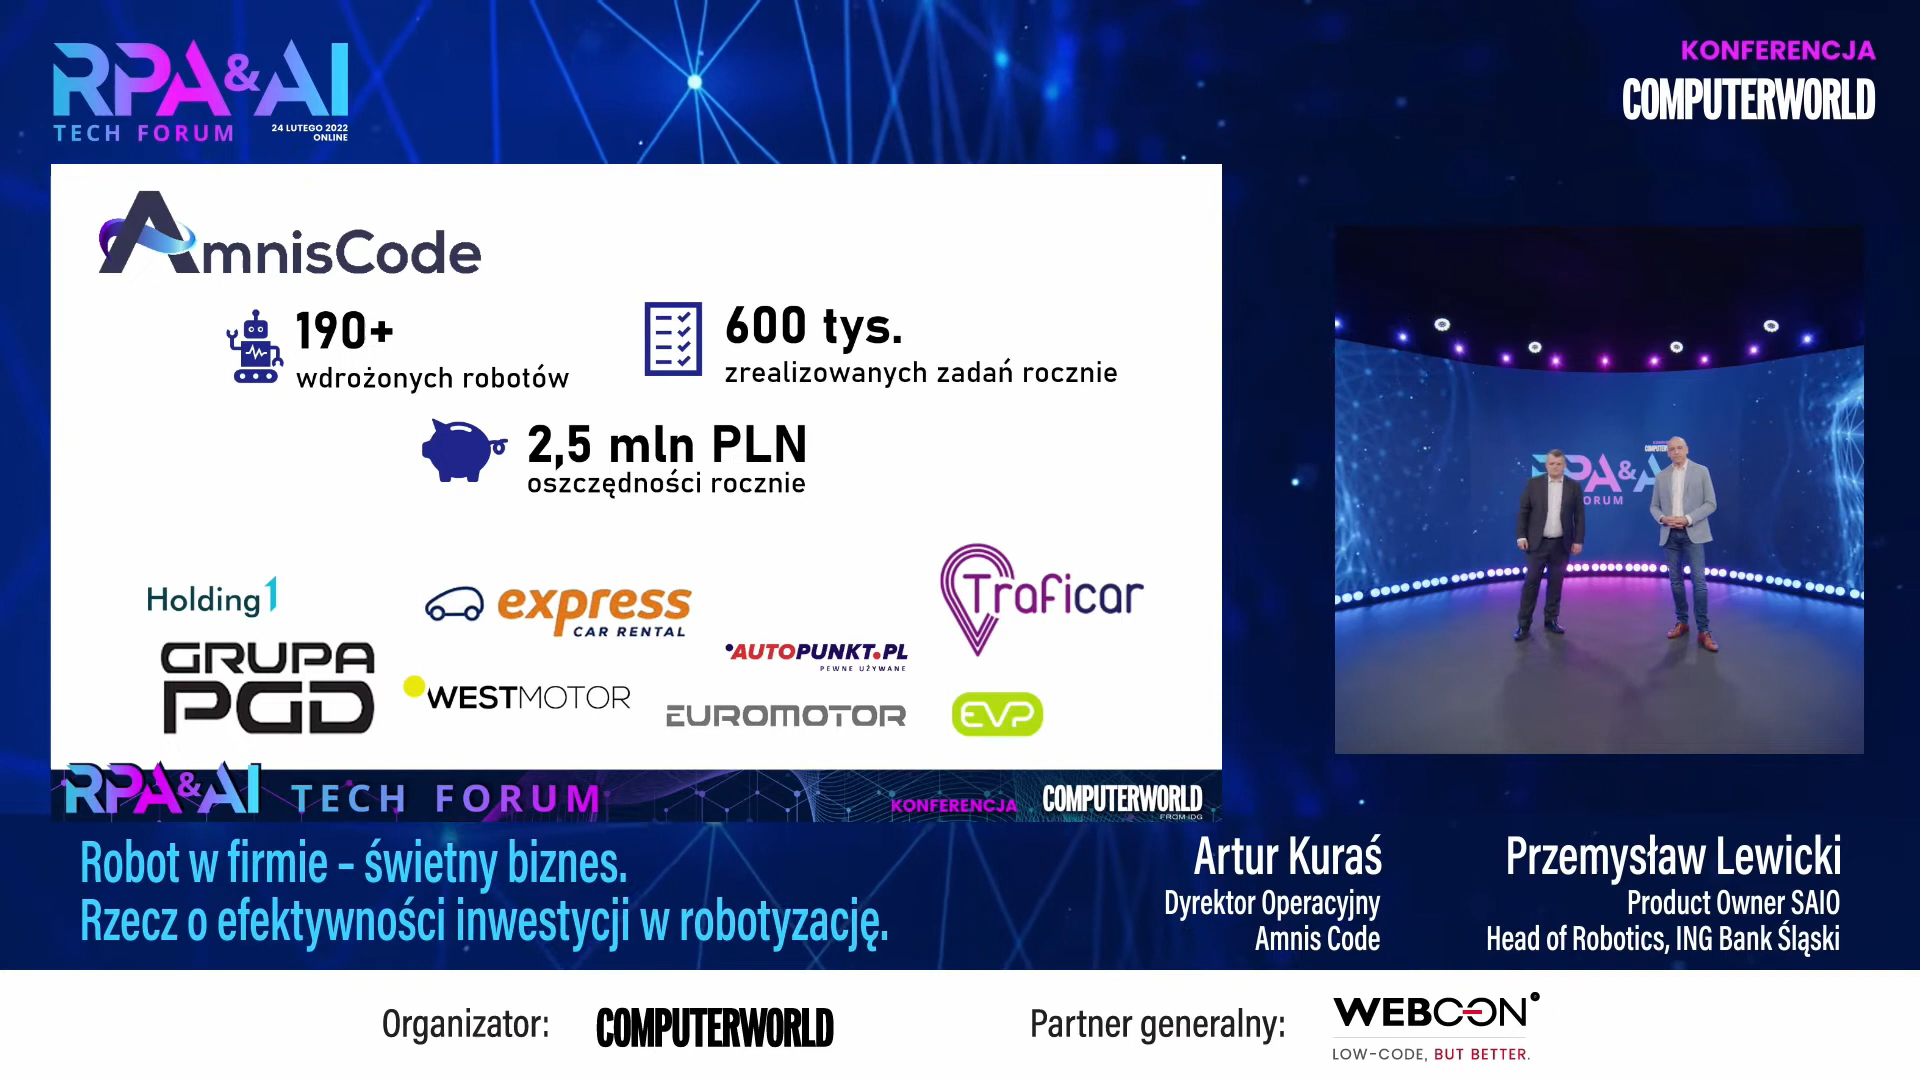 RPA&AI
TECH FORUM
24 LUTEGO 2022
ONLINE
KONFERENCJA
COMPUTERWORLD
AmnisCode
190+
wdrożonych robotów
600 tys.
zrealizowanych zadań rocznie
2,5 mln PLN
oszczędności rocznie
Holding1
express
CAR RENTAL
Traficar
GRUPA
PGD
AUTOPUNKT.PL
PEWNE UŻYWANE
WESTMOTOR
EUROMOTOR
EVP
RPA&AI TECH FORUM
KONFERENCJA COMPUTERWORLD
FROM IDG
RPA&A
ORUM
Robot w firmie – świetny biznes.
Rzecz o efektywności inwestycji w robotyzację.
Artur Kuraś
Dyrektor Operacyjny
Amnis Code
Przemysław Lewicki
Product Owner SAIO
Head of Robotics, ING Bank Śląski
Organizator: COMPUTERWORLD
Partner generalny: WEBCON
LOW-CODE, BUT BETTER.